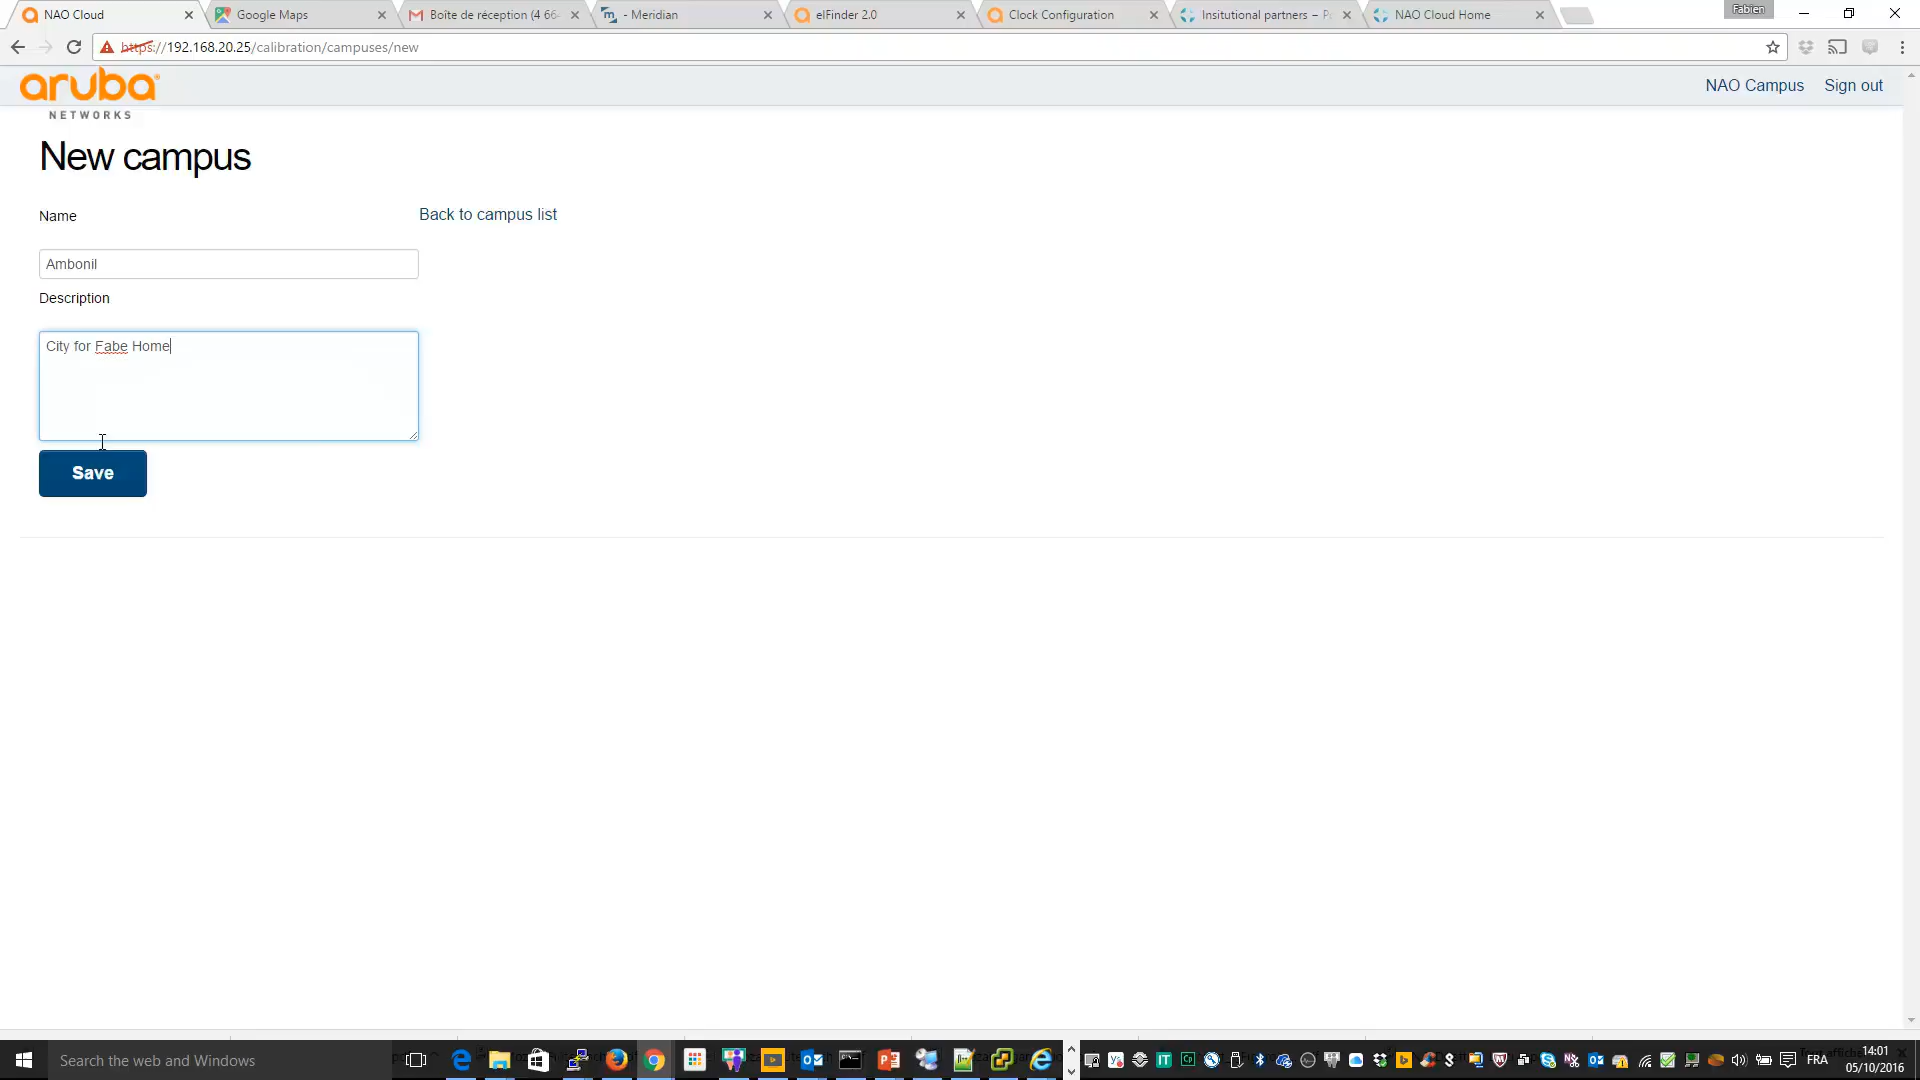 NAO Cloud
Google Maps
Boîte de réception (4 66
- Meridian
elFinder 2.0
Clock Configuration
Insitutional partners –
NAO Cloud Home
Fabien
https://192.168.20.25/calibration/campuses/new
aruba
NETWORKS
NAO Campus
Sign out
New campus
Name
Back to campus list
Ambonil
Description
City for Fabe Home
Save
Search the web and Windows
FRA
14:01
05/10/2016